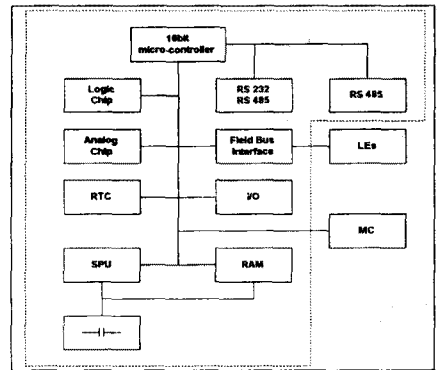 16bit
micro-controller
Logic
Chip
RS 232
RS 485
RS 485
Analog
Chip
Field Bus
Interface
LEs
RTC
I/O
MC
SPU
RAM